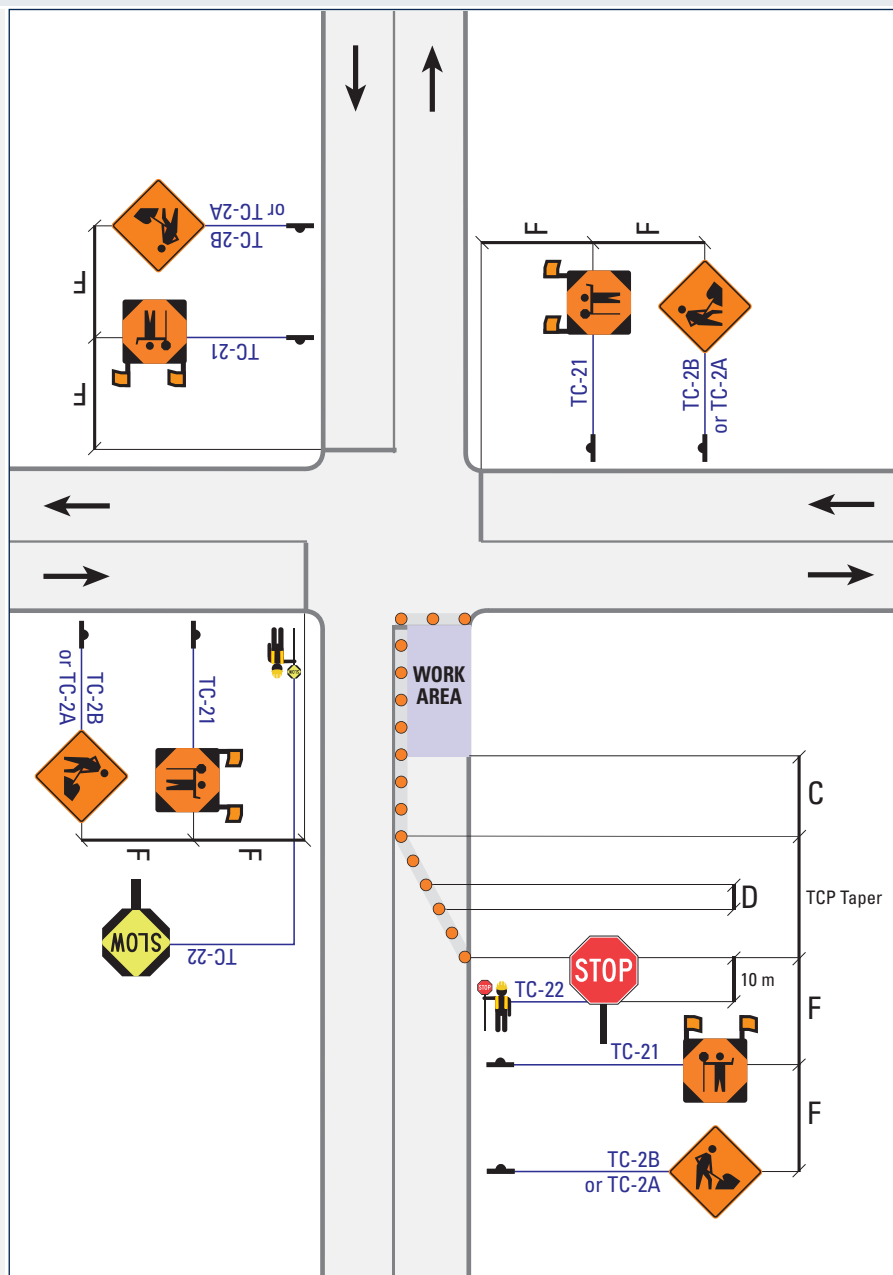 or TC-2A
TC-2B
F
TC-21
F
F
F
TC-21
TC-2B
or TC-2A
WORK
AREA
TC-2B
or TC-2A
TC-21
SLOW
F
F
SLOW
TC-22
C
D
TCP Taper
STOP
10 m
STOP
TC-22
F
TC-21
F
TC-2B
or TC-2A